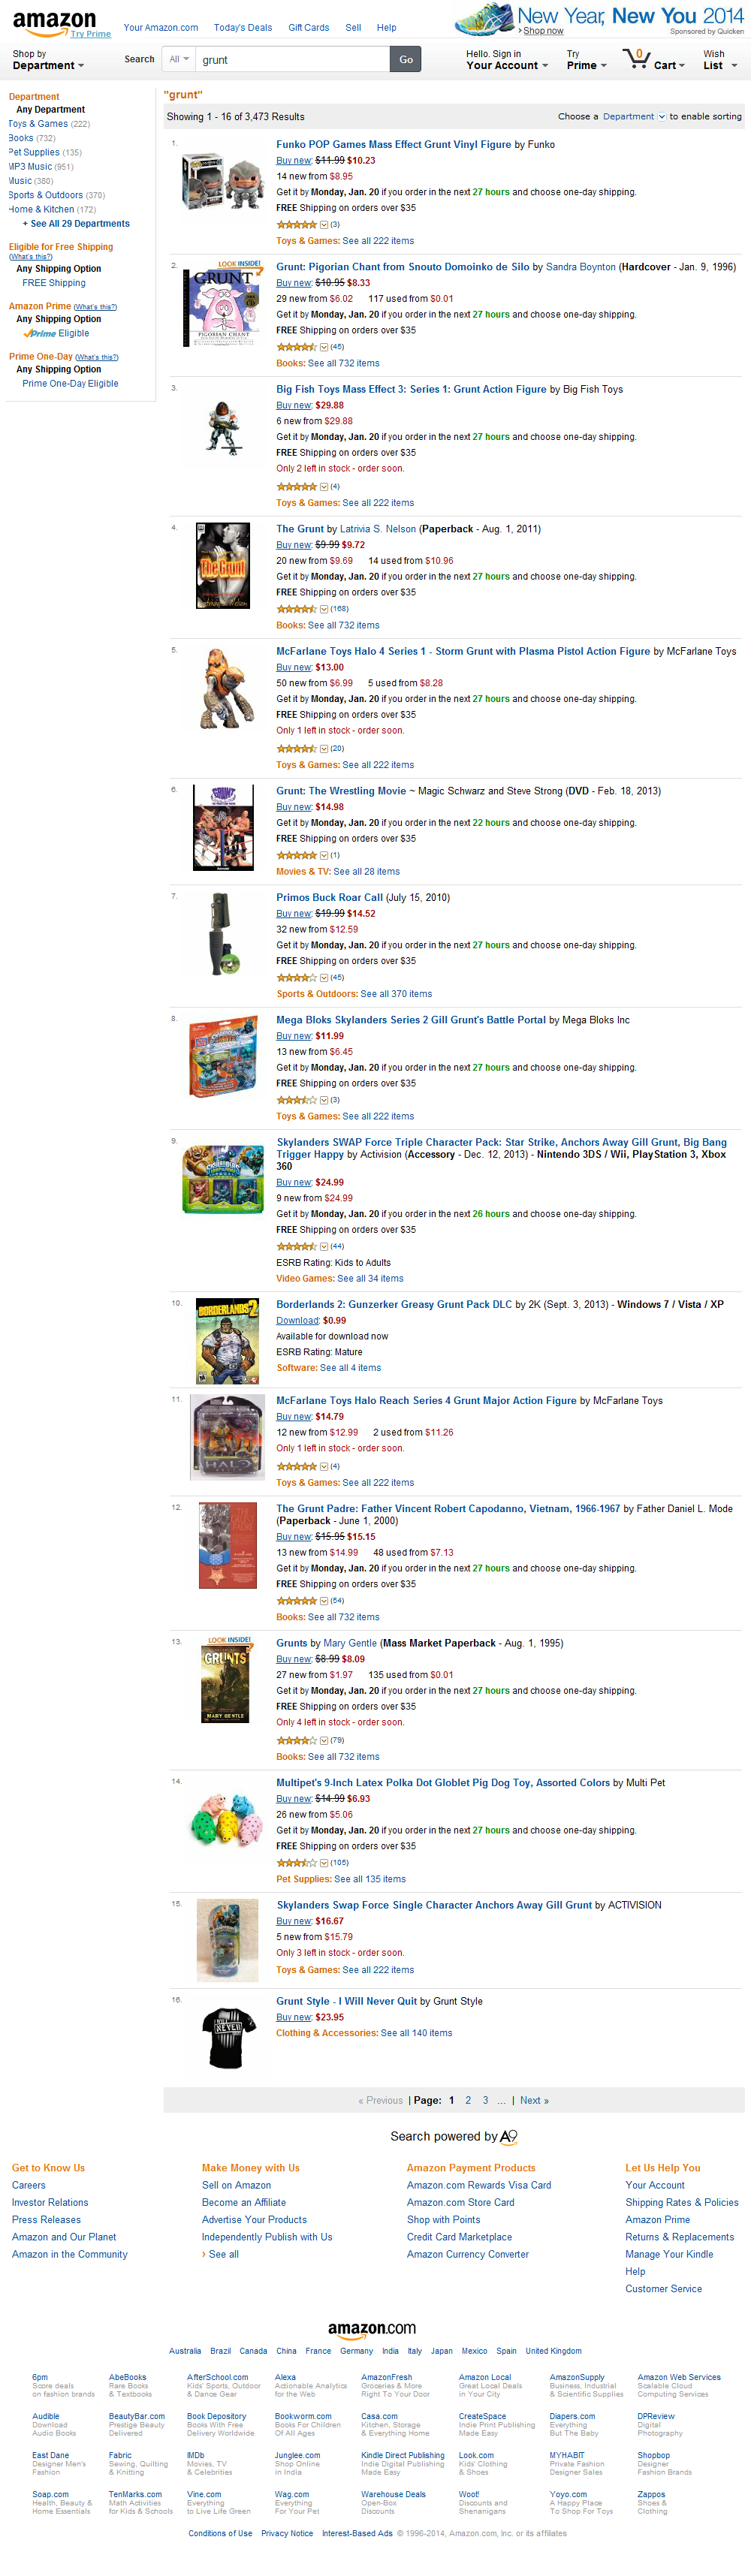 amazon
Try Prime
Your Amazon.com Today's Deals Gift Cards Sell Help
New Year, New You 2014
Shop now
Sponsored by Quicken
Shop by
Department
Search All grunt Go
Hello. Sign in
Your Account
Try
Prime
0
Cart
Wish
List
Department
Any Department
Toys & Games (222)
Books (732)
Pet Supplies (135)
MP3 Music (951)
Music (380)
Sports & Outdoors (370)
Home & Kitchen (172)
+ See All 29 Departments
Eligible for Free Shipping
(What's this?)
Any Shipping Option
FREE Shipping
Amazon Prime (What's this?)
Any Shipping Option
Prime Eligible
Prime One-Day (What's this?)
Any Shipping Option
Prime One-Day Eligible
"grunt"
Showing 1 - 16 of 3,473 Results
Choose a Department to enable sorting
1.
Funko POP Games Mass Effect Grunt Vinyl Figure by Funko
Buy new: $11.99 $10.23
14 new from $8.95
Get it by Monday, Jan. 20 if you order in the next 27 hours and choose one-day shipping.
FREE Shipping on orders over $35
(3)
Toys & Games: See all 222 items
2.
LOOK INSIDE!
GRUNT
PIGORIAN CHANT
Grunt: Pigorian Chant from Snouto Domoinko de Silo by Sandra Boynton (Hardcover - Jan. 9, 1996)
Buy new: $10.95 $8.33
29 new from $6.02 117 used from $0.01
Get it by Monday, Jan. 20 if you order in the next 27 hours and choose one-day shipping.
FREE Shipping on orders over $35
(45)
Books: See all 732 items
3.
Big Fish Toys Mass Effect 3: Series 1: Grunt Action Figure by Big Fish Toys
Buy new: $29.88
6 new from $29.88
Get it by Monday, Jan. 20 if you order in the next 27 hours and choose one-day shipping.
FREE Shipping on orders over $35
Only 2 left in stock - order soon.
(4)
Toys & Games: See all 222 items
4.
The Grunt
The Grunt by Latrivia S. Nelson (Paperback - Aug. 1, 2011)
Buy new: $9.99 $9.72
20 new from $9.69 14 used from $10.96
Get it by Monday, Jan. 20 if you order in the next 27 hours and choose one-day shipping.
FREE Shipping on orders over $35
(168)
Books: See all 732 items
5.
McFarlane Toys Halo 4 Series 1 - Storm Grunt with Plasma Pistol Action Figure by McFarlane Toys
Buy new: $13.00
50 new from $6.99 5 used from $8.28
Get it by Monday, Jan. 20 if you order in the next 27 hours and choose one-day shipping.
FREE Shipping on orders over $35
Only 1 left in stock - order soon.
(20)
Toys & Games: See all 222 items
6.
GRUNT
Grunt: The Wrestling Movie ~ Magic Schwarz and Steve Strong (DVD - Feb. 18, 2013)
Buy new: $14.98
Get it by Monday, Jan. 20 if you order in the next 22 hours and choose one-day shipping.
FREE Shipping on orders over $35
(1)
Movies & TV: See all 28 items
7.
Primos Buck Roar Call (July 15, 2010)
Buy new: $19.99 $14.52
32 new from $12.59
Get it by Monday, Jan. 20 if you order in the next 27 hours and choose one-day shipping.
FREE Shipping on orders over $35
(45)
Sports & Outdoors: See all 370 items
8.
Mega Bloks Skylanders Series 2 Gill Grunt's Battle Portal by Mega Bloks Inc
Buy new: $11.99
13 new from $6.45
Get it by Monday, Jan. 20 if you order in the next 27 hours and choose one-day shipping.
FREE Shipping on orders over $35
(3)
Toys & Games: See all 222 items
9.
Skylanders SWAP Force Triple Character Pack: Star Strike, Anchors Away Gill Grunt, Big Bang
Trigger Happy by Activision (Accessory - Dec. 12, 2013) - Nintendo 3DS / Wii, PlayStation 3, Xbox
360
Buy new: $24.99
9 new from $24.99
Get it by Monday, Jan. 20 if you order in the next 26 hours and choose one-day shipping.
FREE Shipping on orders over $35
(44)
ESRB Rating: Kids to Adults
Video Games: See all 34 items
10.
BORDERLANDS 2
Borderlands 2: Gunzerker Greasy Grunt Pack DLC by 2K (Sept. 3, 2013) - Windows 7 / Vista / XP
Download: $0.99
Available for download now
ESRB Rating: Mature
Software: See all 4 items
11.
HALO
McFarlane Toys Halo Reach Series 4 Grunt Major Action Figure by McFarlane Toys
Buy new: $14.79
12 new from $12.99 2 used from $11.26
Only 1 left in stock - order soon.
(4)
Toys & Games: See all 222 items
12.
The Grunt Padre: Father Vincent Robert Capodanno, Vietnam, 1966-1967 by Father Daniel L. Mode
(Paperback - June 1, 2000)
Buy new: $15.95 $15.15
13 new from $14.99 48 used from $7.13
Get it by Monday, Jan. 20 if you order in the next 27 hours and choose one-day shipping.
FREE Shipping on orders over $35
(54)
Books: See all 732 items
13.
LOOK INSIDE!
GRUNTS
MARY GENTLE
Grunts by Mary Gentle (Mass Market Paperback - Aug. 1, 1995)
Buy new: $8.99 $8.09
27 new from $1.97 135 used from $0.01
Get it by Monday, Jan. 20 if you order in the next 27 hours and choose one-day shipping.
FREE Shipping on orders over $35
Only 4 left in stock - order soon.
(79)
Books: See all 732 items
14.
Multipet's 9-Inch Latex Polka Dot Globlet Pig Dog Toy, Assorted Colors by Multi Pet
Buy new: $14.99 $6.93
26 new from $5.06
Get it by Monday, Jan. 20 if you order in the next 27 hours and choose one-day shipping.
FREE Shipping on orders over $35
(105)
Pet Supplies: See all 135 items
15.
Skylanders Swap Force Single Character Anchors Away Gill Grunt by ACTIVISION
Buy new: $16.67
5 new from $15.79
Only 3 left in stock - order soon.
Toys & Games: See all 222 items
16.
Grunt Style - I Will Never Quit by Grunt Style
Buy new: $23.95
Clothing & Accessories: See all 140 items
« Previous | Page: 1 2 3 ... | Next »
Search powered by A9
Get to Know Us
Careers
Investor Relations
Press Releases
Amazon and Our Planet
Amazon in the Community
Make Money with Us
Sell on Amazon
Become an Affiliate
Advertise Your Products
Independently Publish with Us
› See all
Amazon Payment Products
Amazon.com Rewards Visa Card
Amazon.com Store Card
Shop with Points
Credit Card Marketplace
Amazon Currency Converter
Let Us Help You
Your Account
Shipping Rates & Policies
Amazon Prime
Returns & Replacements
Manage Your Kindle
Help
Customer Service
amazon.com
Australia Brazil Canada China France Germany India Italy Japan Mexico Spain United Kingdom
6pm
Score deals
on fashion brands
AbeBooks
Rare Books
& Textbooks
AfterSchool.com
Kids' Sports, Outdoor
& Dance Gear
Alexa
Actionable Analytics
for the Web
AmazonFresh
Groceries & More
Right To Your Door
Amazon Local
Great Local Deals
in Your City
AmazonSupply
Business, Industrial
& Scientific Supplies
Amazon Web Services
Scalable Cloud
Computing Services
Audible
Download
Audio Books
BeautyBar.com
Prestige Beauty
Delivered
Book Depository
Books With Free
Delivery Worldwide
Bookworm.com
Books For Children
Of All Ages
Casa.com
Kitchen, Storage
& Everything Home
CreateSpace
Indie Print Publishing
Made Easy
Diapers.com
Everything
But The Baby
DPReview
Digital
Photography
East Dane
Designer Men's
Fashion
Fabric
Sewing, Quilting
& Knitting
IMDb
Movies, TV
& Celebrities
Junglee.com
Shop Online
in India
Kindle Direct Publishing
Indie Digital Publishing
Made Easy
Look.com
Kids' Clothing
& Shoes
MYHABIT
Private Fashion
Designer Sales
Shopbop
Designer
Fashion Brands
Soap.com
Health, Beauty &
Home Essentials
TenMarks.com
Math Activities
for Kids & Schools
Vine.com
Everything
to Live Life Green
Wag.com
Everything
For Your Pet
Warehouse Deals
Open-Box
Discounts
Woot!
Discounts and
Shenanigans
Yoyo.com
A Happy Place
To Shop For Toys
Zappos
Shoes &
Clothing
Conditions of Use Privacy Notice Interest-Based Ads © 1996-2014, Amazon.com, Inc. or its affiliates